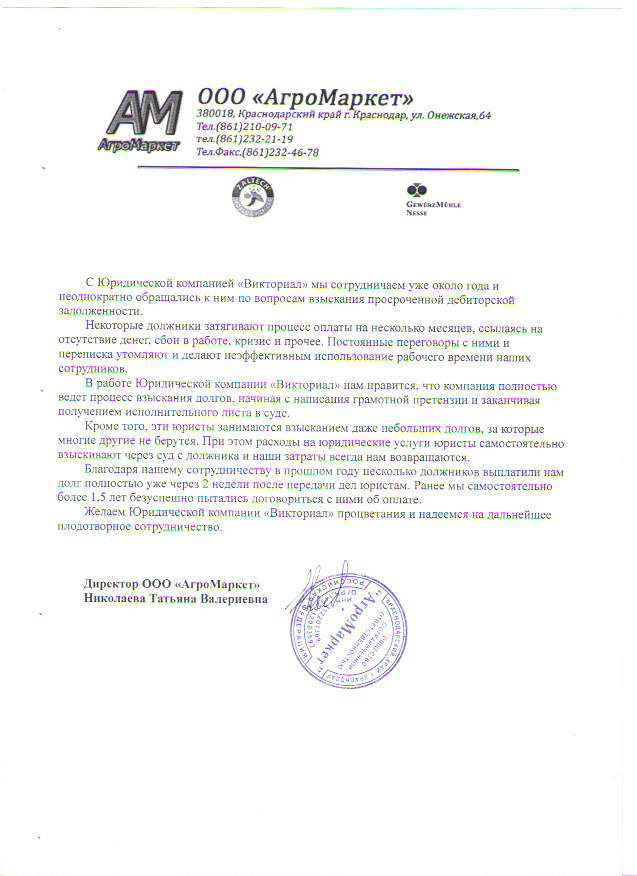 АМ
АгроМаркет
ООО «АгроМаркет»
380018, Краснодарский край г. Краснодар, ул. Онежская,64
Тел.(861)210-09-71
тел.(861)232-21-19
Тел.Факс.(861)232-46-78
ZALTECH
GEWÜRZMÜHLE
NESSE
С Юридической компанией «Викториал» мы сотрудничаем уже около года и
неоднократно обращались к ним по вопросам взыскания просроченной дебиторской
задолженности.
Некоторые должники затягивают процесс оплаты на несколько месяцев, ссылаясь на
отсутствие денег, сбои в работе, кризис и прочее. Постоянные переговоры с ними и
переписка утомляют и делают неэффективным использование рабочего времени наших
сотрудников.
В работе Юридической компании «Викториал» нам нравится, что компания полностью
ведет процесс взыскания долгов, начиная с написания грамотной претензии и заканчивая
получением исполнительного листа в суде.
Кроме того, эти юристы занимаются взысканием даже небольших долгов, за которые
многие другие не берутся. При этом расходы на юридические услуги юристы самостоятельно
взыскивают через суд с должника и наши затраты всегда нам возвращаются.
Благодаря нашему сотрудничеству в прошлом году несколько должников выплатили нам
долг полностью уже через 2 недели после передачи дел юристам. Ранее мы самостоятельно
более 1,5 лет безуспешно пытались договориться с ними об оплате.
Желаем Юридической компании «Викториал» процветания и надеемся на дальнейшее
плодотворное сотрудничество.
Директор ООО «АгроМаркет»
Николаева Татьяна Валериевна
КРАСНОДАРСКИЙ КРАЙ г. КРАСНОДАР
ОБЩЕСТВО
С ОГРАНИЧЕННОЙ
ОТВЕТСТВЕННОСТЬЮ
"АгроМаркет"